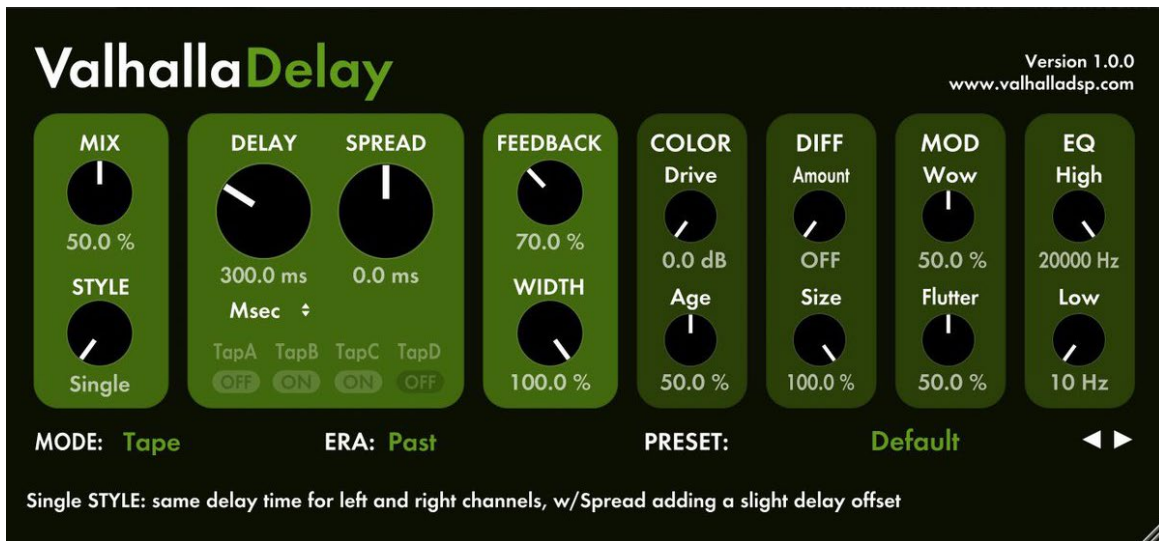 ValhallaDelay
Version 1.0.0
www.valhalladsp.com
MIX
50.0 %
STYLE
Single
DELAY SPREAD
300.0 ms 0.0 ms
Msec
TapA TapB TapC TapD
OFF ON ON OFF
FEEDBACK
70.0 %
WIDTH
100.0 %
COLOR
Drive
0.0 dB
Age
50.0 %
DIFF
Amount
OFF
Size
100.0 %
MOD
Wow
50.0 %
Flutter
50.0 %
EQ
High
20000 Hz
Low
10 Hz
MODE: Tape ERA: Past PRESET: Default
Single STYLE: same delay time for left and right channels, w/Spread adding a slight delay offset